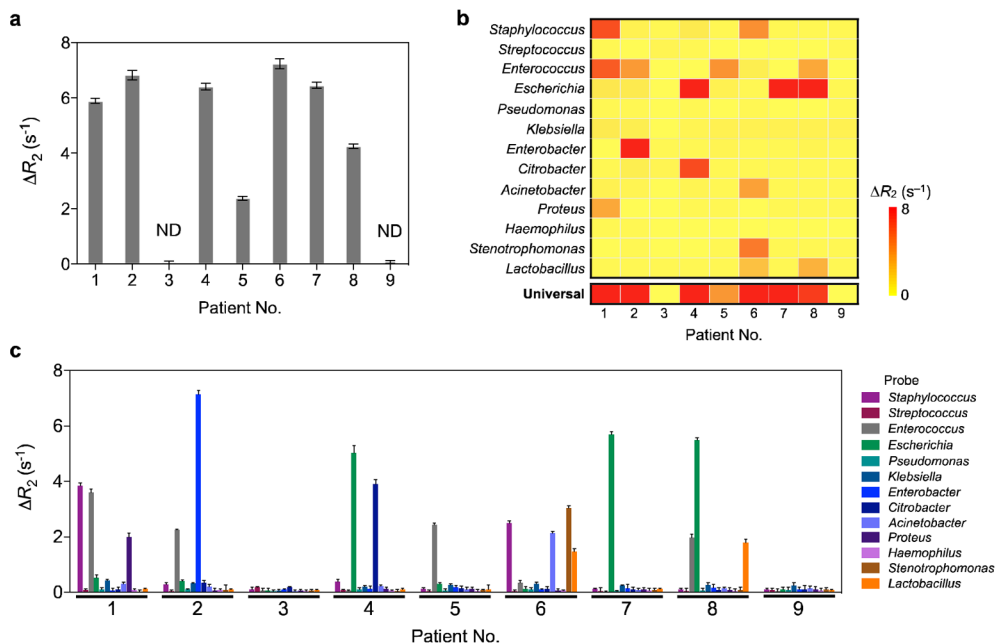 a
8
6
4
2
0
ΔR2 (s–1)
ND
ND
1 2 3 4 5 6 7 8 9
Patient No.
b
Staphylococcus
Streptococcus
Enterococcus
Escherichia
Pseudomonas
Klebsiella
Enterobacter
Citrobacter
Acinetobacter
Proteus
Haemophilus
Stenotrophomonas
Lactobacillus
Universal
1 2 3 4 5 6 7 8 9
Patient No.
ΔR2 (s–1)
8
0
c
8
6
4
2
0
ΔR2 (s–1)
1 2 3 4 5 6 7 8 9
Patient No.
Probe
Staphylococcus
Streptococcus
Enterococcus
Escherichia
Pseudomonas
Klebsiella
Enterobacter
Citrobacter
Acinetobacter
Proteus
Haemophilus
Stenotrophomonas
Lactobacillus